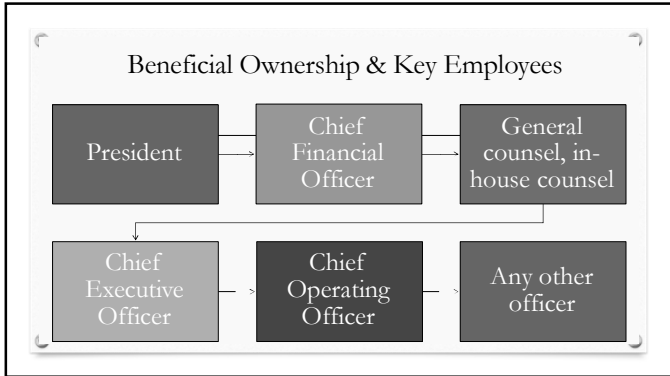 Beneficial Ownership & Key Employees
President
Chief
Financial
Officer
General
counsel, in-
house counsel
Chief
Executive
Officer
Chief
Operating
Officer
Any other
officer